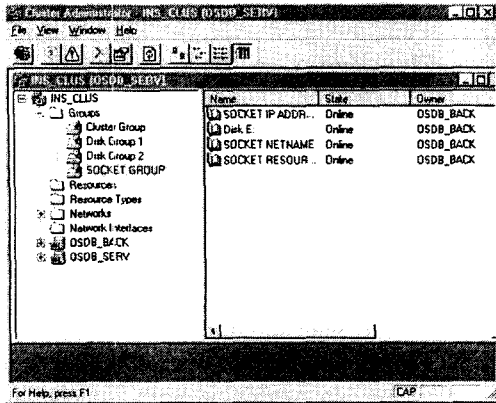 Cluster Administrator - INS_CLUS [OSDB_SERV]
File View Window Help
INS_CLUS [OSDB_SERV]
INS_CLUS
Groups
Cluster Group
Disk Group 1
Disk Group 2
SOCKET GROUP
Resources
Resource Types
Networks
Network Interfaces
OSDB_BACK
OSDB_SERV
Name State Owner
SOCKET IP ADDR... Online OSDB_BACK
Disk E: Online OSDB_BACK
SOCKET NETNAME Online OSDB_BACK
SOCKET RESOUR... Online OSDB_BACK
For Help, press F1
CAP